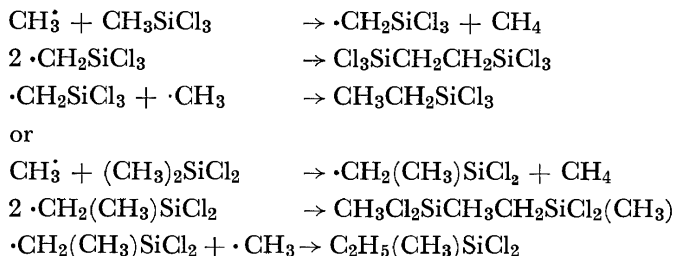 CH3• + CH3SiCl3 → ·CH2SiCl3 + CH4
2 ·CH2SiCl3 → Cl3SiCH2CH2SiCl3
·CH2SiCl3 + ·CH3 → CH3CH2SiCl3
or
CH3• + (CH3)2SiCl2 → ·CH2(CH3)SiCl2 + CH4
2 ·CH2(CH3)SiCl2 → CH3Cl2SiCH3CH2SiCl2(CH3)
·CH2(CH3)SiCl2 + ·CH3 → C2H5(CH3)SiCl2